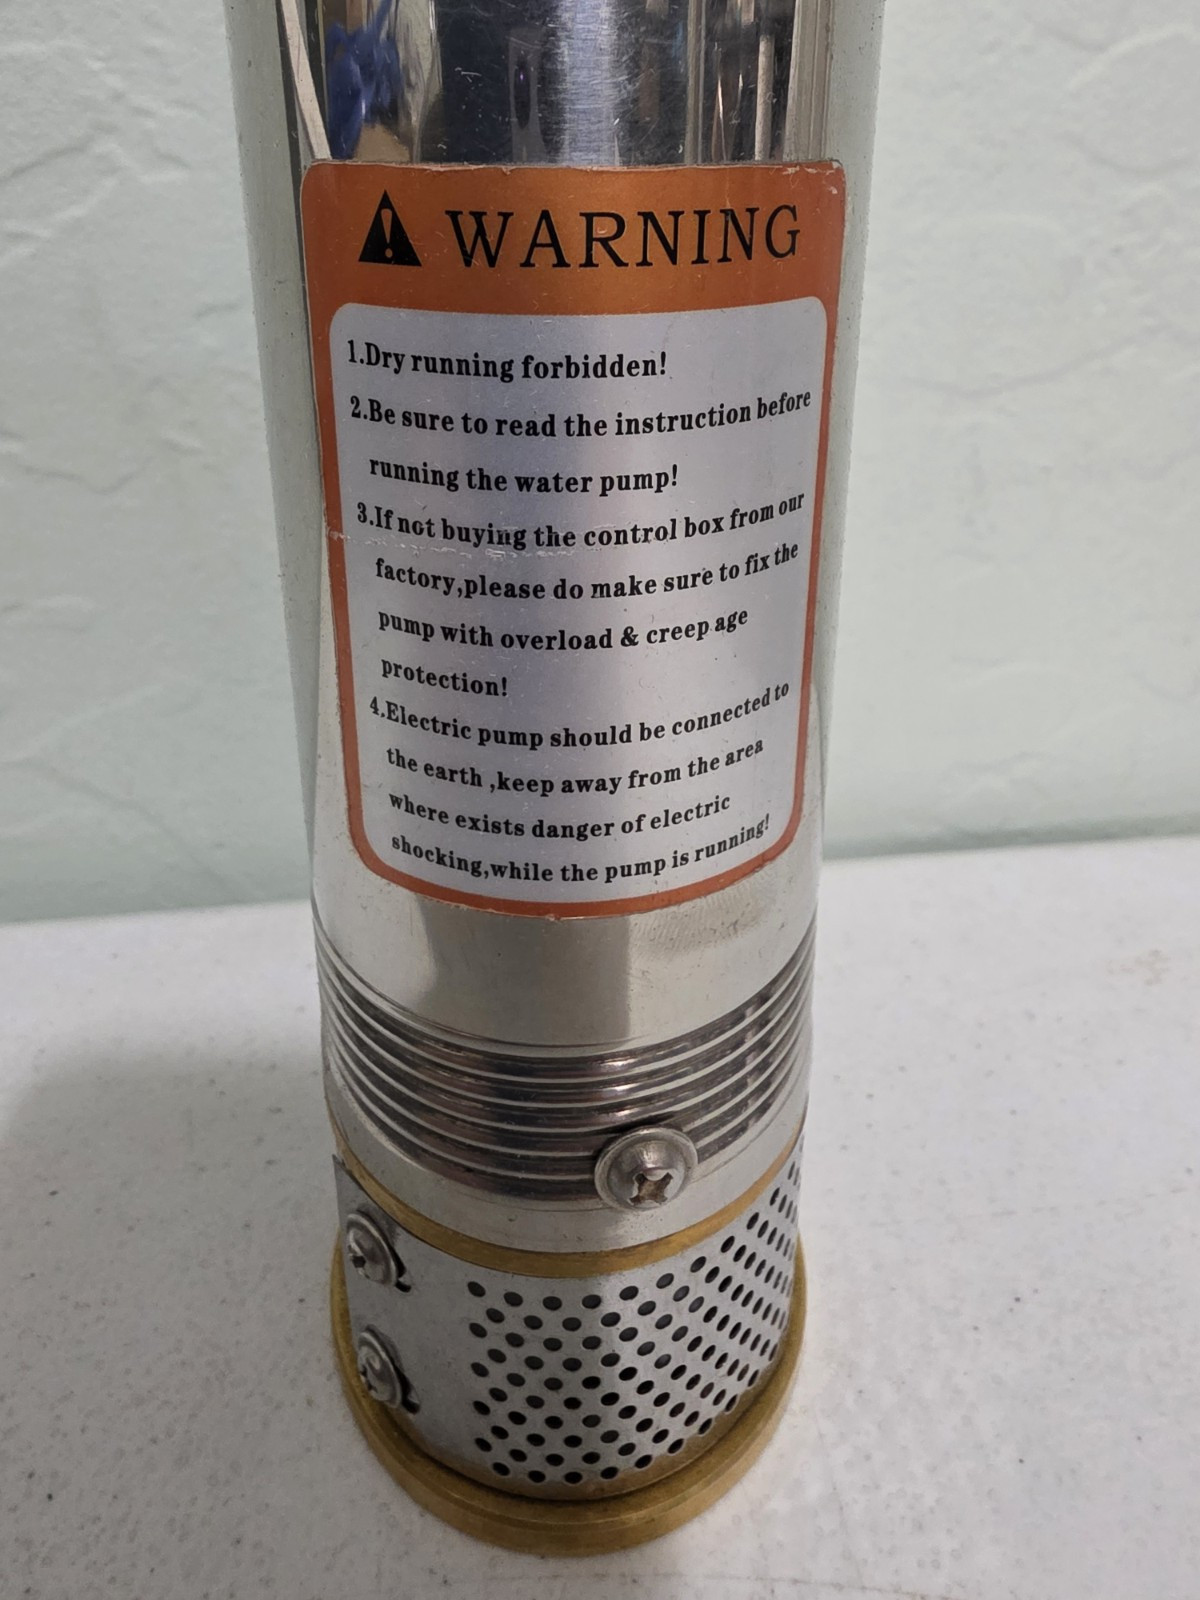 WARNING
1.Dry running forbidden!
2.Be sure to read the instruction before
running the water pump!
3.If not buying the control box from our
factory,please do make sure to fix the
pump with overload & creep age
protection!
4.Electric pump should be connected to
the earth ,keep away from the area
where exists danger of electric
shocking,while the pump is running!